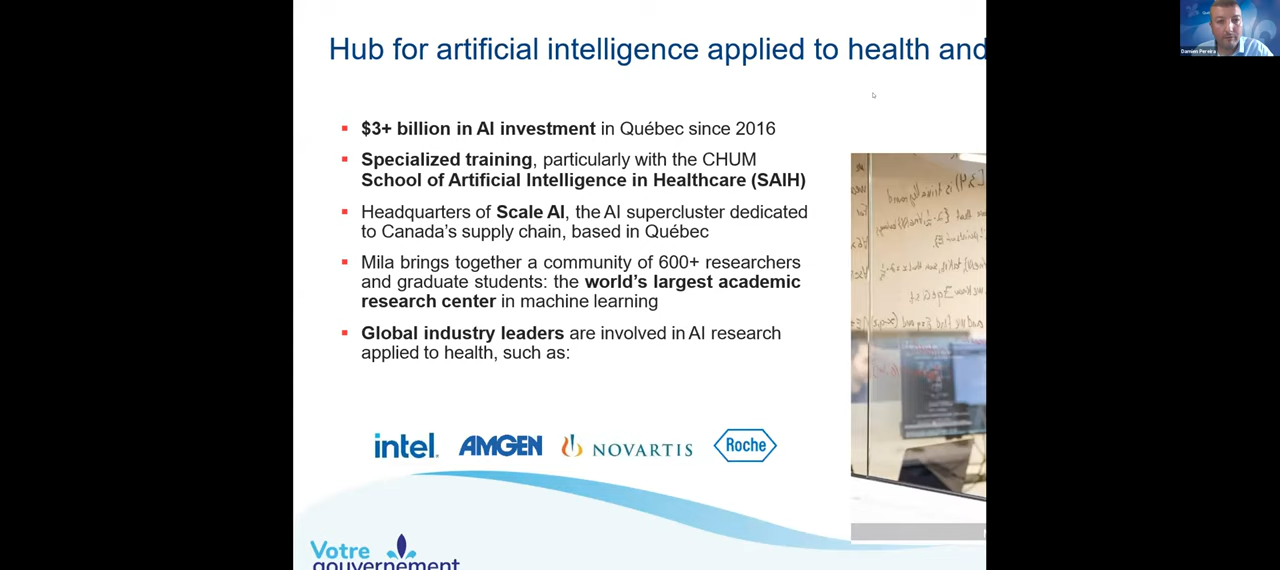 Hub for artificial intelligence applied to health and
Damien Pereira
$3+ billion in AI investment in Québec since 2016
Specialized training, particularly with the CHUM
School of Artificial Intelligence in Healthcare (SAIH)
Headquarters of Scale AI, the AI supercluster dedicated
to Canada's supply chain, based in Québec
Mila brings together a community of 600+ researchers
and graduate students: the world's largest academic
research center in machine learning
Global industry leaders are involved in AI research
applied to health, such as:
intel. AMGEN NOVARTIS Roche
Votre
gouvernement